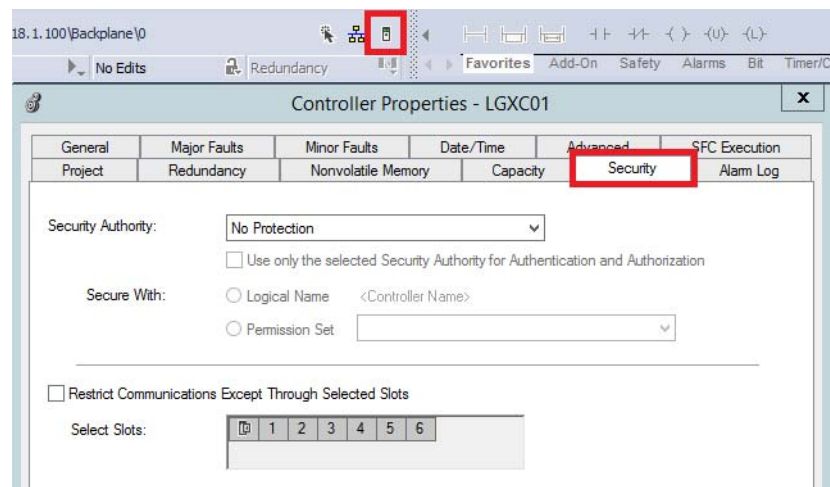 18.1.100\Backplane\0
No Edits
Redundancy
Favorites Add-On Safety Alarms Bit Timer/C
Controller Properties - LGXC01
x
General Major Faults Minor Faults Date/Time Advanced SFC Execution
Project Redundancy Nonvolatile Memory Capacity Security Alarm Log
Security Authority: No Protection
Use only the selected Security Authority for Authentication and Authorization
Secure With: Logical Name <Controller Name>
Permission Set
Restrict Communications Except Through Selected Slots
Select Slots: 1 2 3 4 5 6